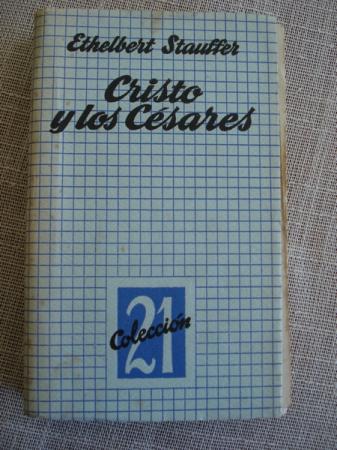 Ethelbert Stauffer
Cristo
y los Césares
21
Colección